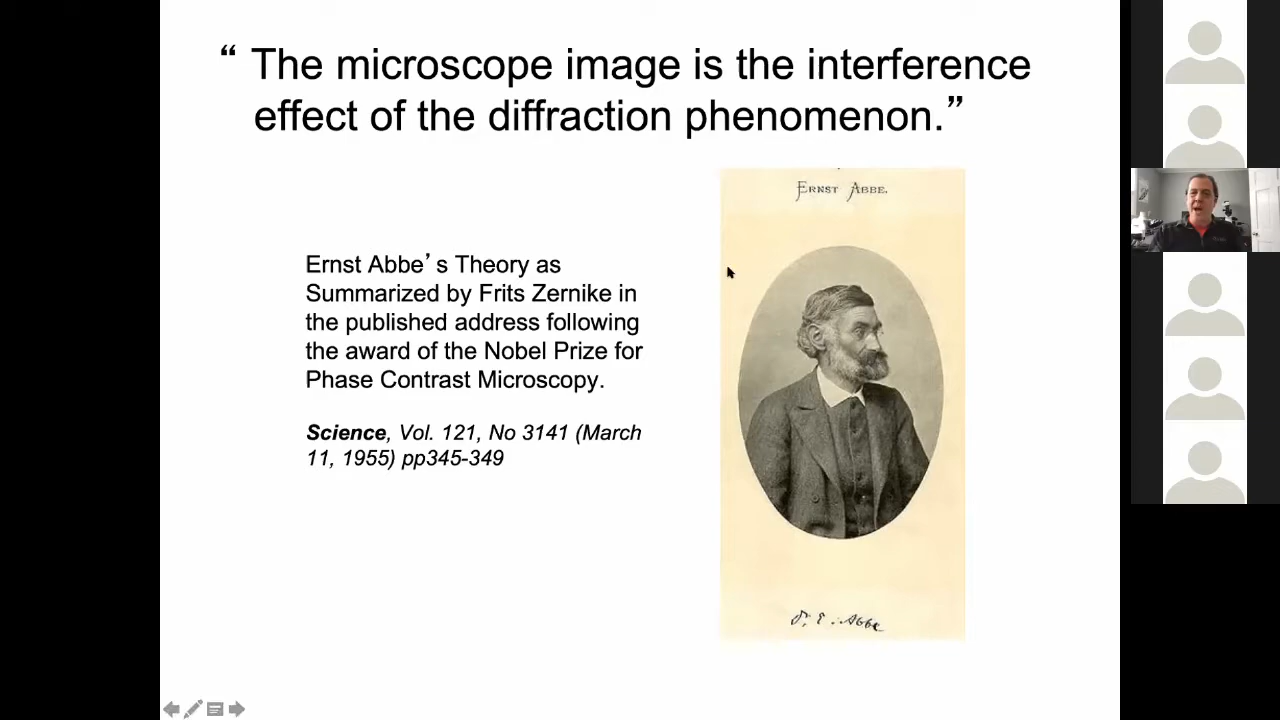 “ The microscope image is the interference
effect of the diffraction phenomenon.”
ERNST ABBE.
Ernst Abbe’s Theory as
Summarized by Frits Zernike in
the published address following
the award of the Nobel Prize for
Phase Contrast Microscopy.
Science, Vol. 121, No 3141 (March
11, 1955) pp345-349
Dr. E. Abbe